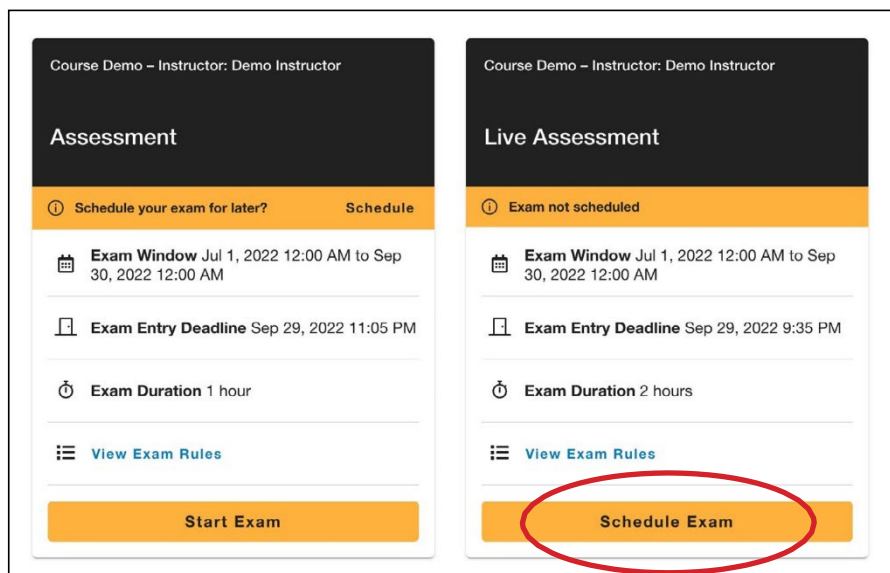 Course Demo – Instructor: Demo Instructor
Assessment
Schedule your exam for later? Schedule
Exam Window Jul 1, 2022 12:00 AM to Sep
30, 2022 12:00 AM
Exam Entry Deadline Sep 29, 2022 11:05 PM
Exam Duration 1 hour
View Exam Rules
Start Exam
Course Demo – Instructor: Demo Instructor
Live Assessment
Exam not scheduled
Exam Window Jul 1, 2022 12:00 AM to Sep
30, 2022 12:00 AM
Exam Entry Deadline Sep 29, 2022 9:35 PM
Exam Duration 2 hours
View Exam Rules
Schedule Exam